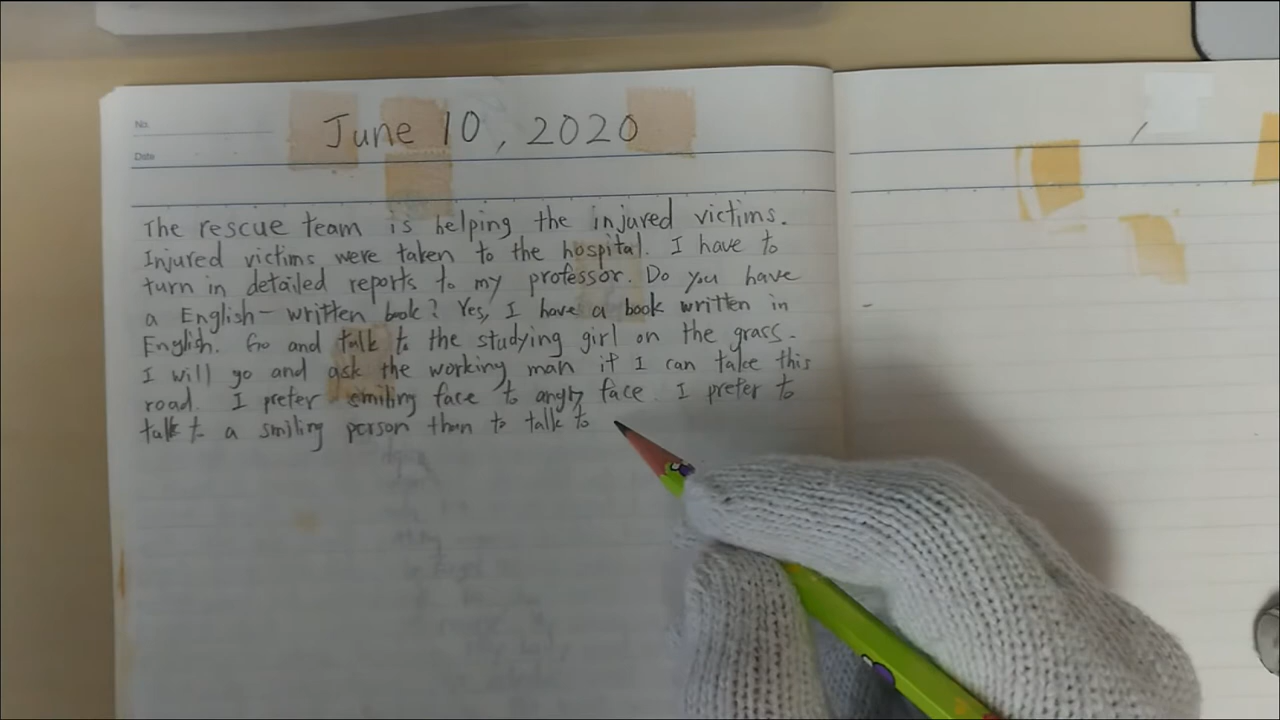 No.
Date
June 10, 2020
The rescue team is helping the injured victims.
Injured victims were taken to the hospital. I have to
turn in detailed reports to my professor. Do you have
a English-written book? Yes, I have a book written in
English. Go and talk to the studying girl on the grass.
I will go and ask the working man if I can take this
road. I prefer smiling face to angry face. I prefer to
talk to a smiling person than to talk to